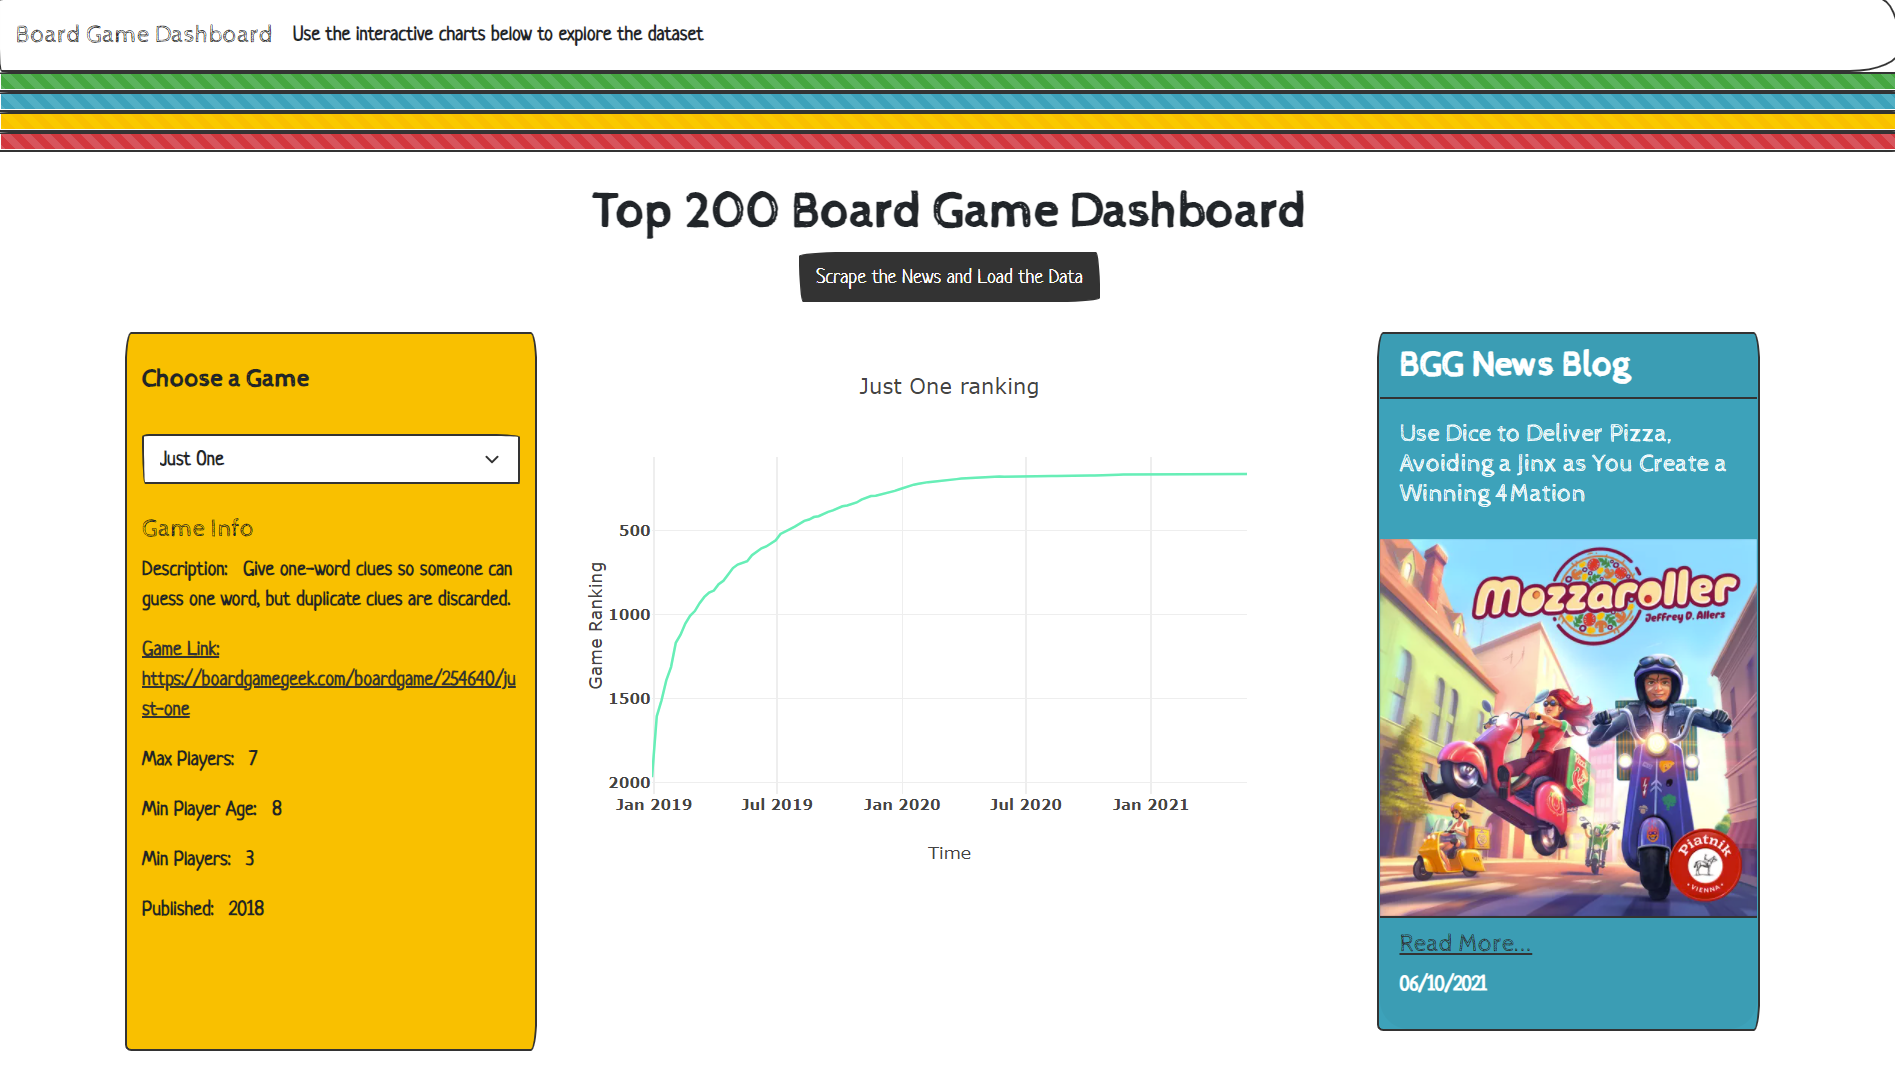 Board Game Dashboard
Use the interactive charts below to explore the dataset
Top 200 Board Game Dashboard
Scrape the News and Load the Data
Choose a Game
Just One
Game Info
Description: Give one-word clues so someone can
guess one word, but duplicate clues are discarded.
Game Link:
https://boardgamegeek.com/boardgame/254640/ju
st-one
Max Players: 7
Min Player Age: 8
Min Players: 3
Published: 2018
Just One ranking
Game Ranking
500
1000
1500
2000
Jan 2019
Jul 2019
Jan 2020
Jul 2020
Jan 2021
Time
BGG News Blog
Use Dice to Deliver Pizza,
Avoiding a Jinx as You Create a
Winning 4Mation
Mozzaroller
Jeffrey D. Allers
Piatnik
VIENNA
Read More...
06/10/2021